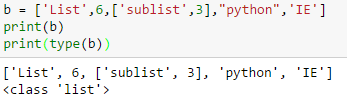 b = ['List',6,['sublist',3],"python",'IE']
print(b)
print(type(b))
['List', 6, ['sublist', 3], 'python', 'IE']
<class 'list'>